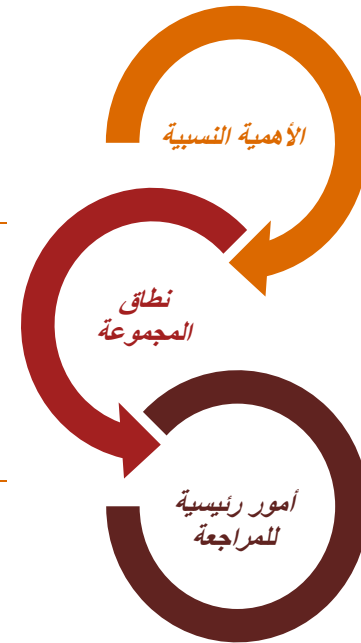 الأهمية النسبية
نطاق
المجموعة
أمور رئيسية
للمراجعة